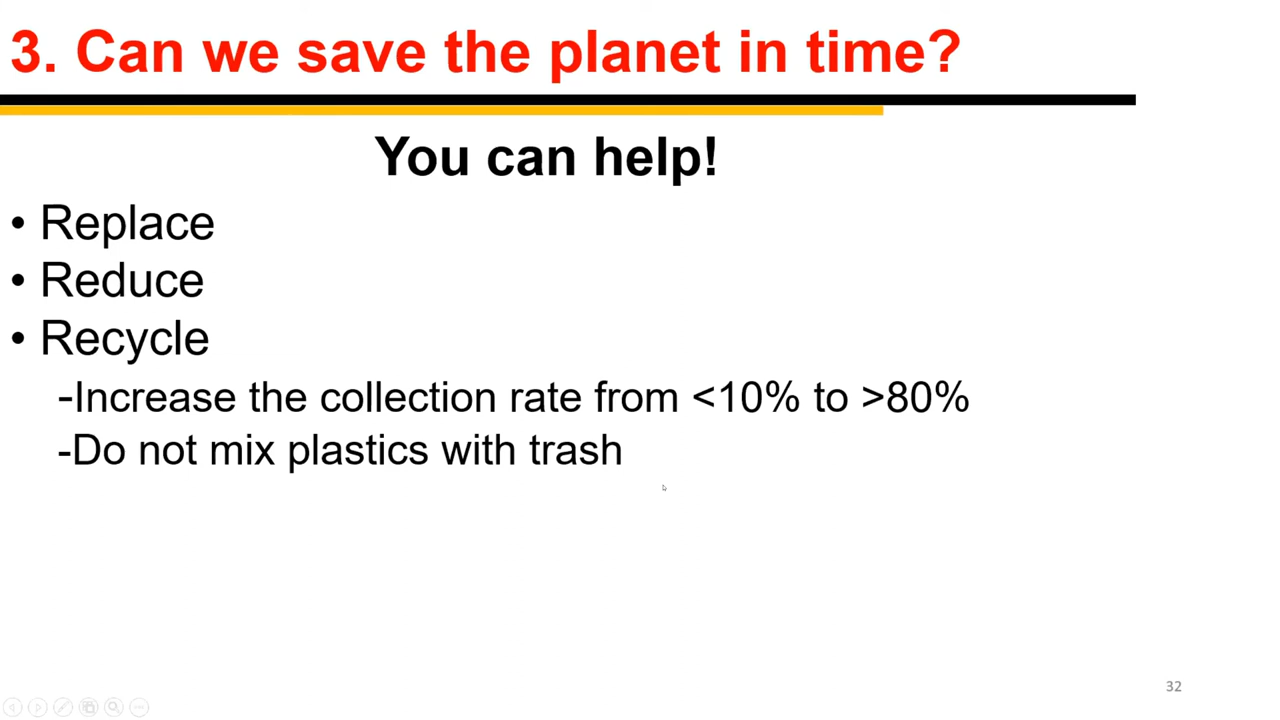 3. Can we save the planet in time?
You can help!
• Replace
• Reduce
• Recycle
-Increase the collection rate from <10% to >80%
-Do not mix plastics with trash
32